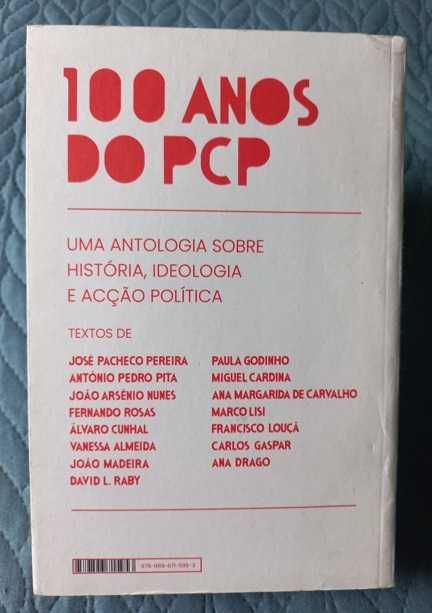 100 ANOS
DO PCP
UMA ANTOLOGIA SOBRE
HISTÓRIA, IDEOLOGIA
E ACÇÃO POLÍTICA
TEXTOS DE
JOSÉ PACHECO PEREIRA
ANTÓNIO PEDRO PITA
JOÃO ARSÉNIO NUNES
FERNANDO ROSAS
ÁLVARO CUNHAL
VANESSA ALMEIDA
JOÃO MADEIRA
DAVID L. RABY
PAULA GODINHO
MIGUEL CARDINA
ANA MARGARIDA DE CARVALHO
MARCO LISI
FRANCISCO LOUÇÃ
CARLOS GASPAR
ANA DRAGO